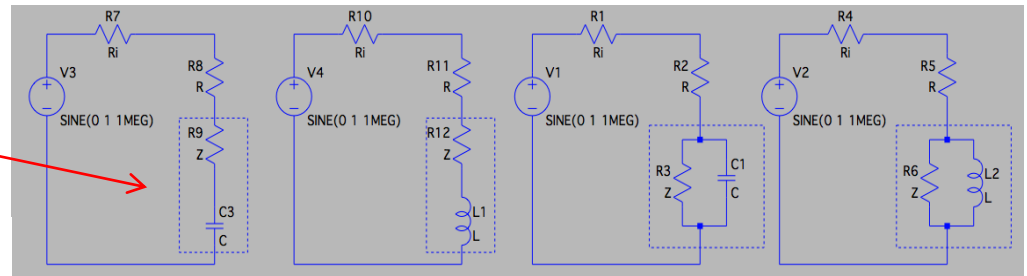 R7
Ri
V3
R8
R
SINE(0 1 1MEG)
R9
Z
C3
C
R10
Ri
V4
R11
R
SINE(0 1 1MEG)
R12
Z
L1
L
R1
Ri
V1
R2
R
SINE(0 1 1MEG)
R3
Z
C1
C
R4
Ri
V2
R5
R
SINE(0 1 1MEG)
R6
Z
L2
L